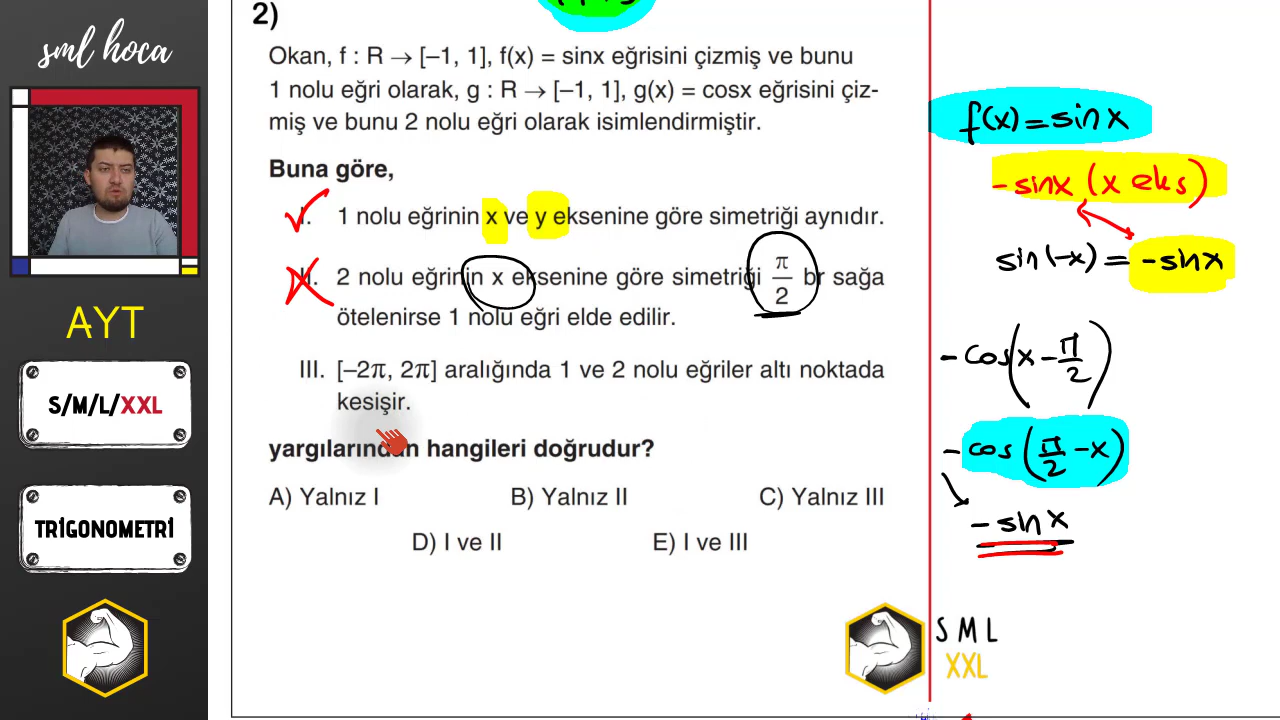 sml hoca
AYT
S/M/L/XXL
TRİGONOMETRİ
2)
Okan, f : R → [–1, 1], f(x) = sinx eğrisini çizmiş ve bunu
1 nolu eğri olarak, g : R → [–1, 1], g(x) = cosx eğrisini çiz-
miş ve bunu 2 nolu eğri olarak isimlendirmiştir.
Buna göre,
I. 1 nolu eğrinin x ve y eksenine göre simetriği aynıdır.
II. 2 nolu eğrinin x eksenine göre simetriği π/2 br sağa
ötelenirse 1 nolu eğri elde edilir.
III. [–2π, 2π] aralığında 1 ve 2 nolu eğriler altı noktada
kesişir.
yargılarından hangileri doğrudur?
A) Yalnız I B) Yalnız II C) Yalnız III
D) I ve II E) I ve III
f(x) = sinx
-sinx (x eks)
sin(-x) = -sinx
-cos(x - π/2)
-cos(π/2 - x)
-sinx
SML
XXL